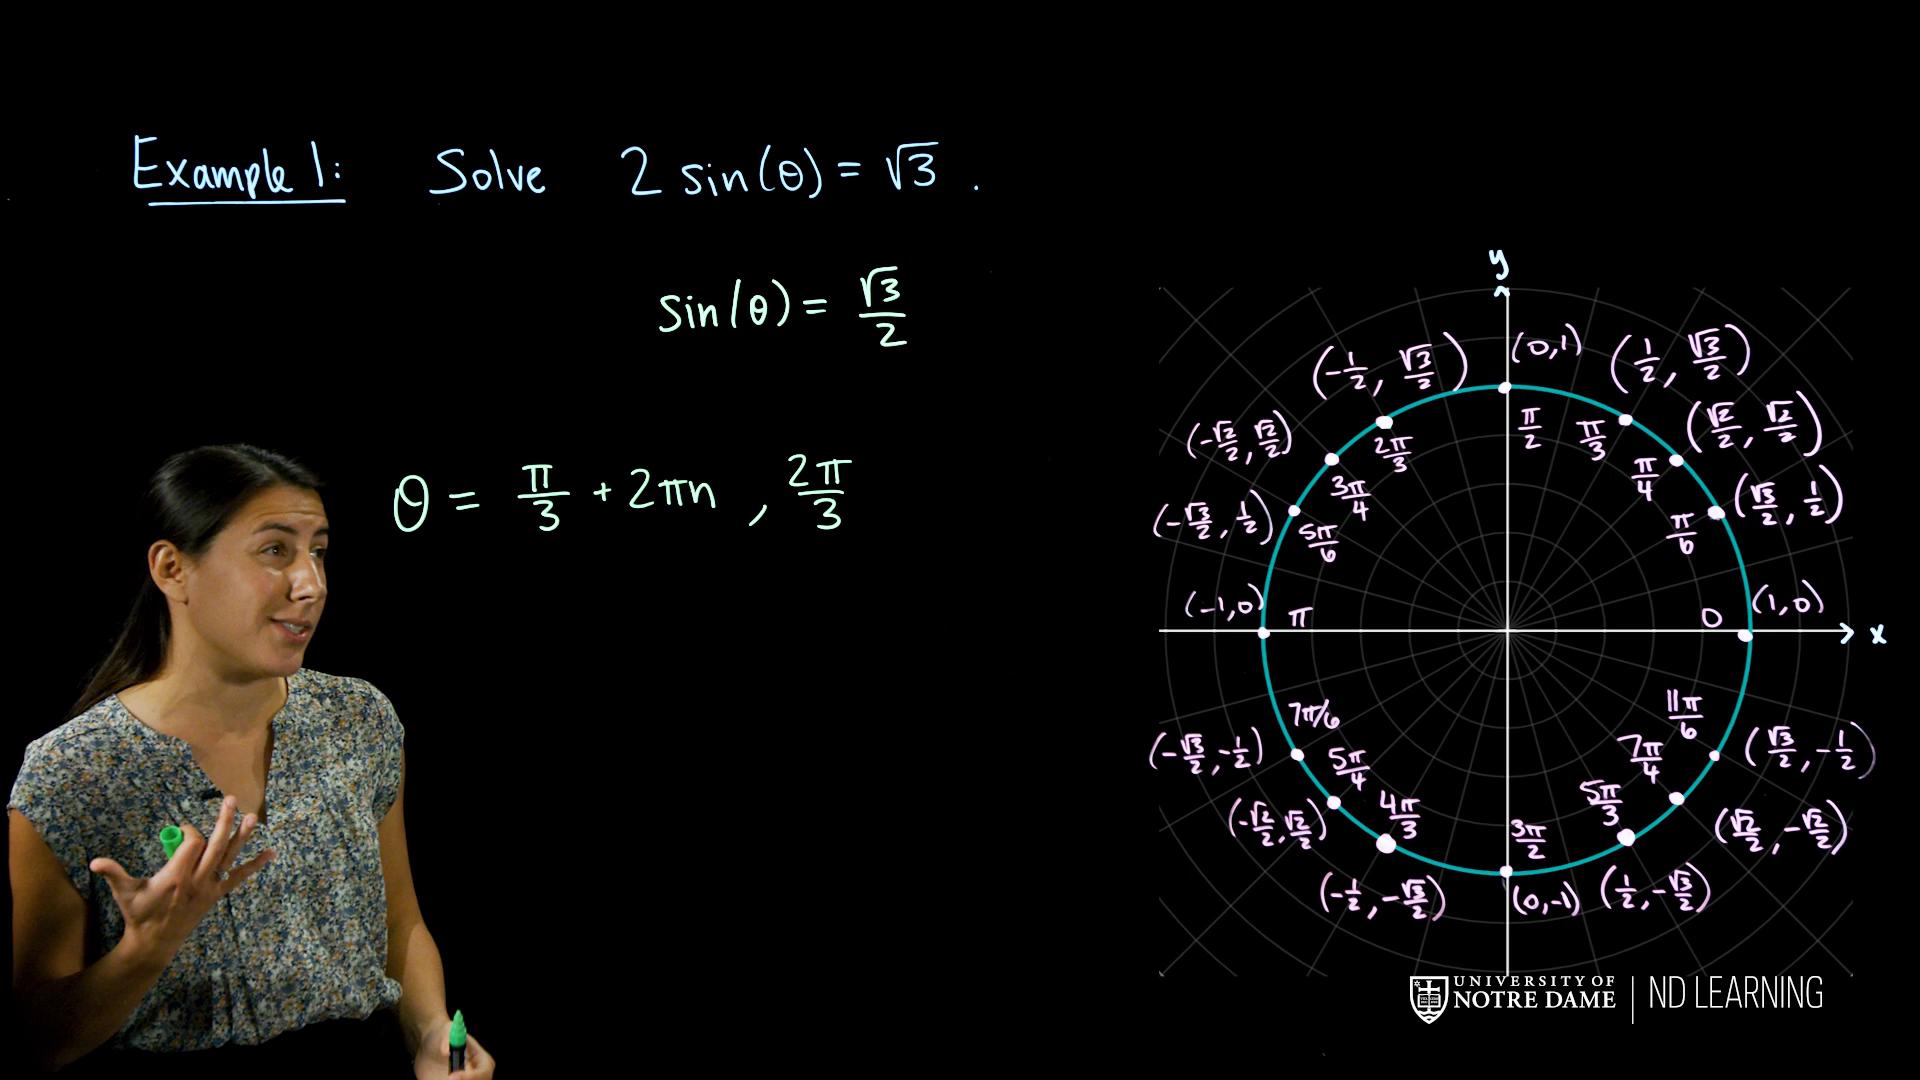 Example 1: Solve 2 sin(θ) = √3 .
sin(θ) = √3/2
θ = π/3 + 2πn , 2π/3
y
(-1/2, √3/2) (0,1) (1/2, √3/2)
(-√2/2, √2/2) 2π/3 π/2 π/3 (√2/2, √2/2)
(-√3/2, 1/2) 3π/4 π/4 (√3/2, 1/2)
5π/6 π/6
(-1,0) π 0 (1,0)
x
7π/6 11π/6
(-√3/2, -1/2) 5π/4 7π/4 (√3/2, -1/2)
(-√2/2, √2/2) 4π/3 3π/2 5π/3 (√2/2, -√2/2)
(-1/2, -√3/2) (0,-1) (1/2, -√3/2)
UNIVERSITY OF
NOTRE DAME | ND LEARNING